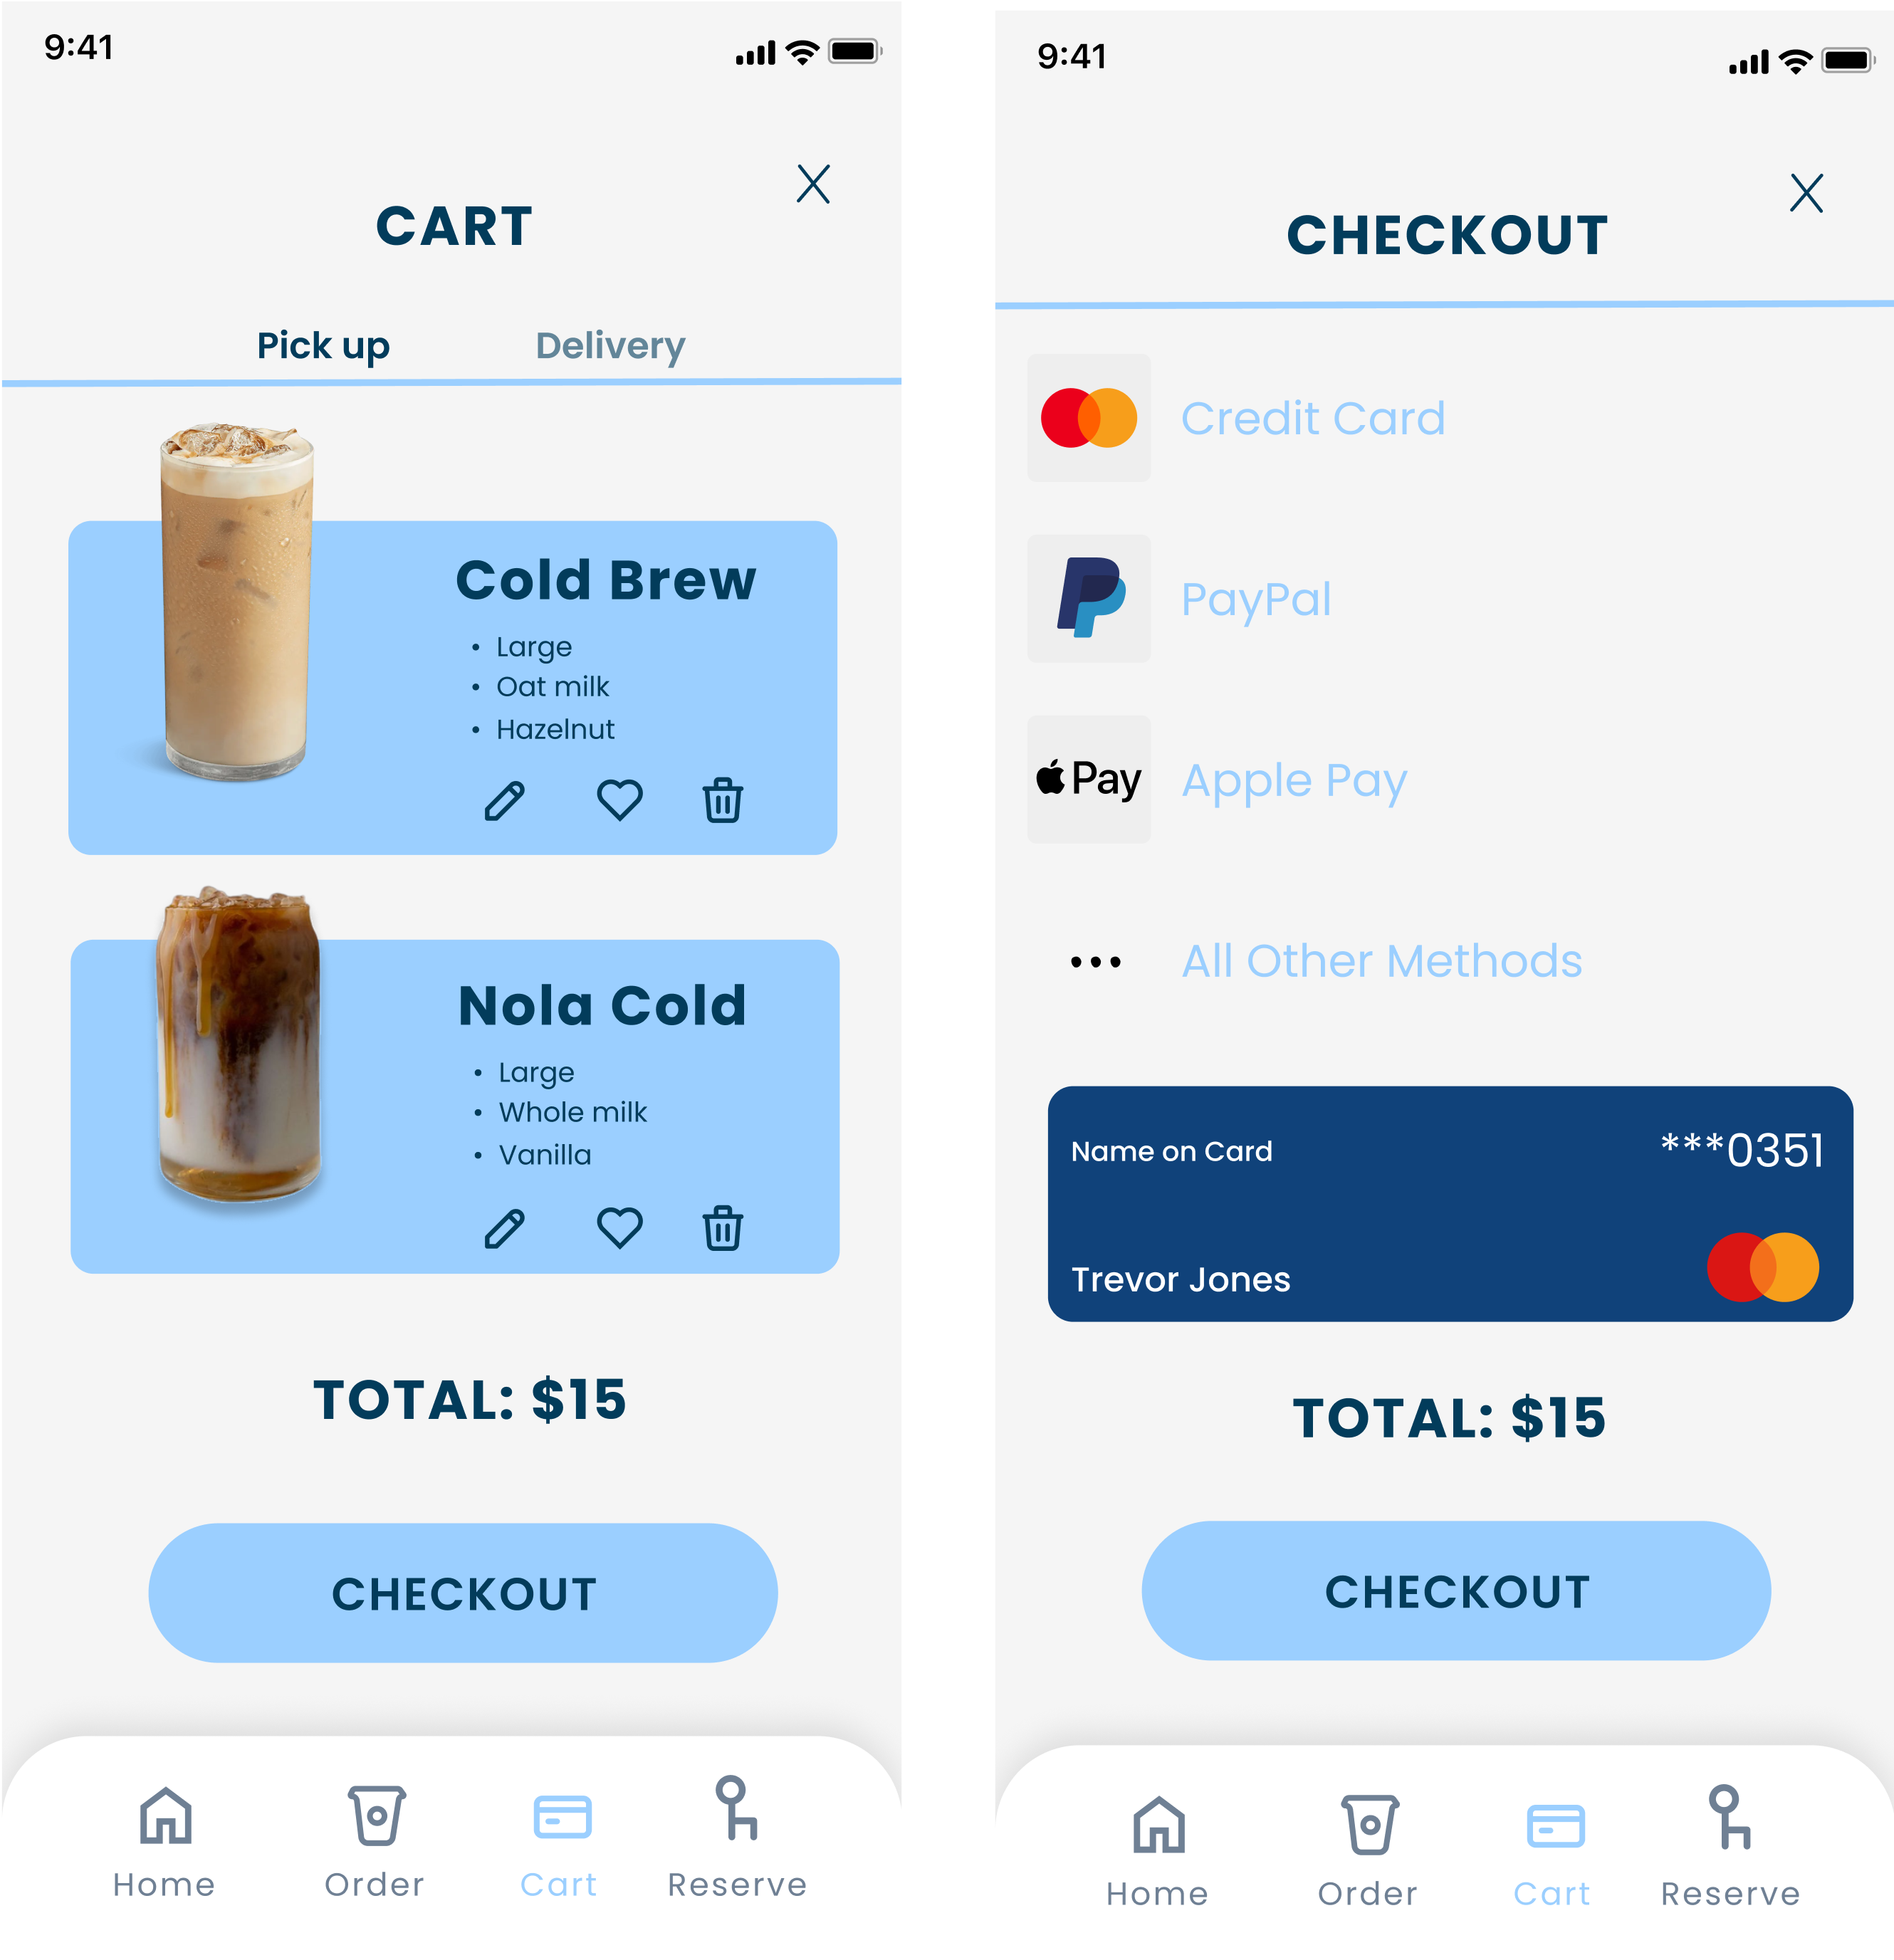 9:41
CART
Pick up
Delivery
Cold Brew
• Large
• Oat milk
• Hazelnut
Nola Cold
• Large
• Whole milk
• Vanilla
TOTAL: $15
CHECKOUT
Home
Order
Cart
Reserve
9:41
CHECKOUT
Credit Card
PayPal
Pay
Apple Pay
All Other Methods
Name on Card
***0351
Trevor Jones
TOTAL: $15
CHECKOUT
Home
Order
Cart
Reserve